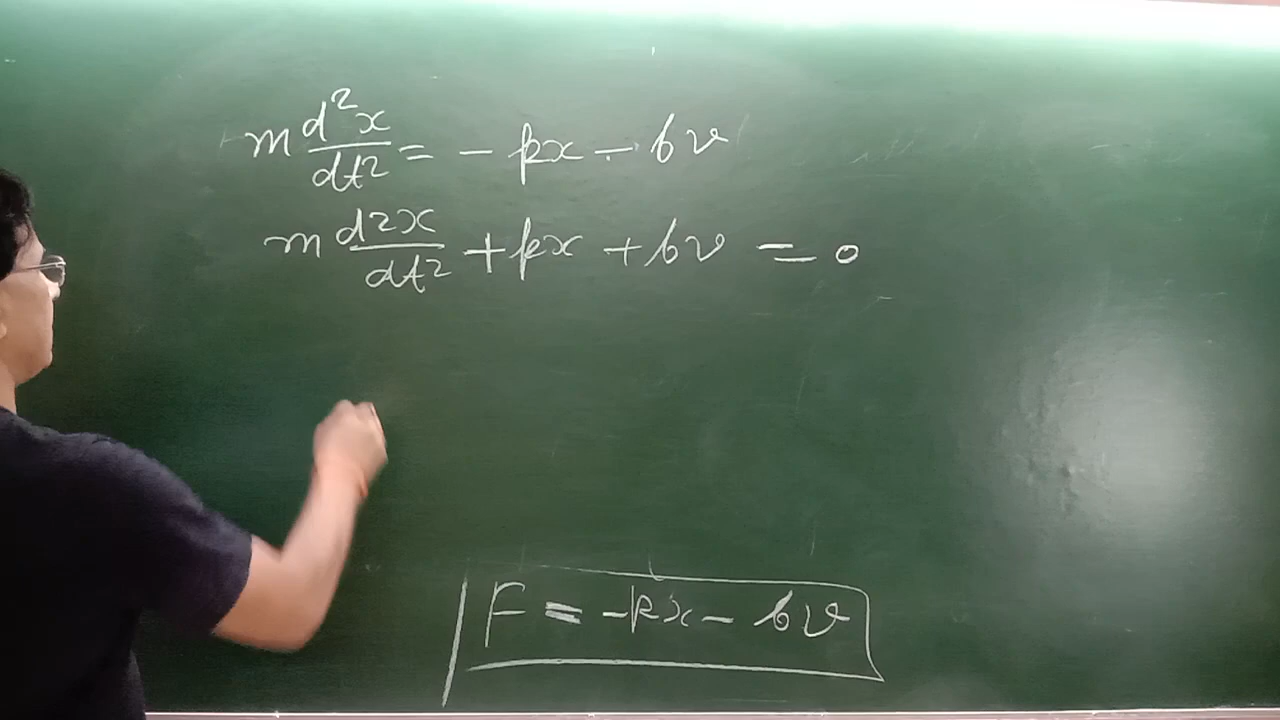 m d²x/dt² = - kx - bv
m d2x/dt² + kx + bv = 0
F = -kx - bv